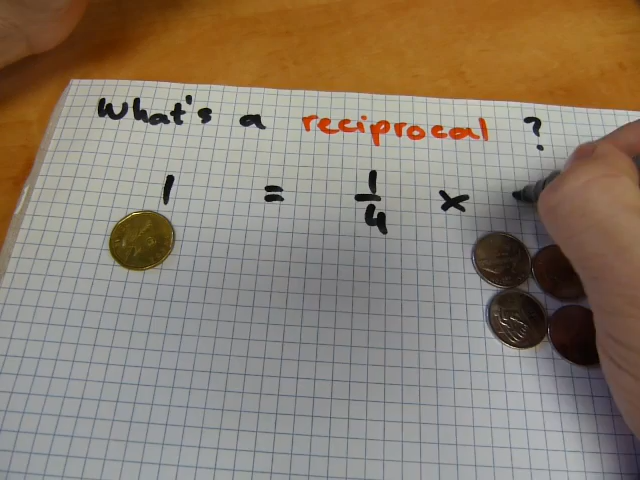 What's a reciprocal ?
1 = 1/4 ×